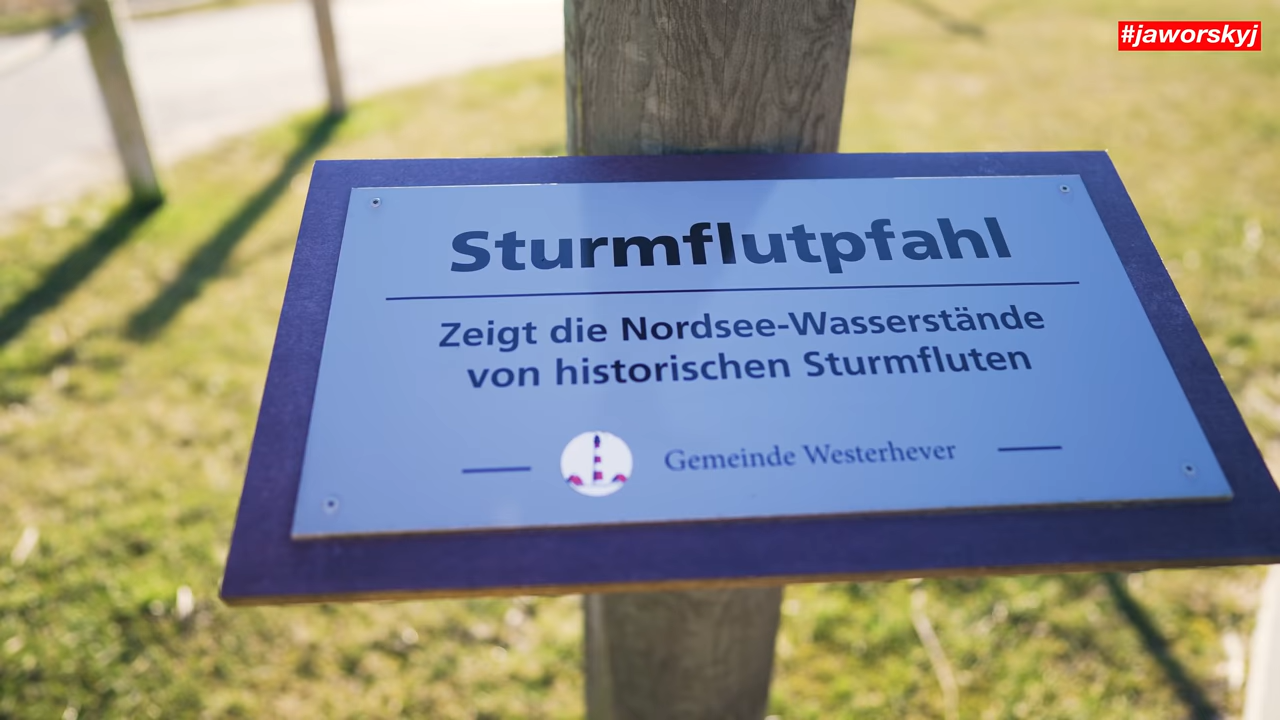 #jaworskyj
Sturmflutpfahl
Zeigt die Nordsee-Wasserstände
von historischen Sturmfluten
Gemeinde Westerhever